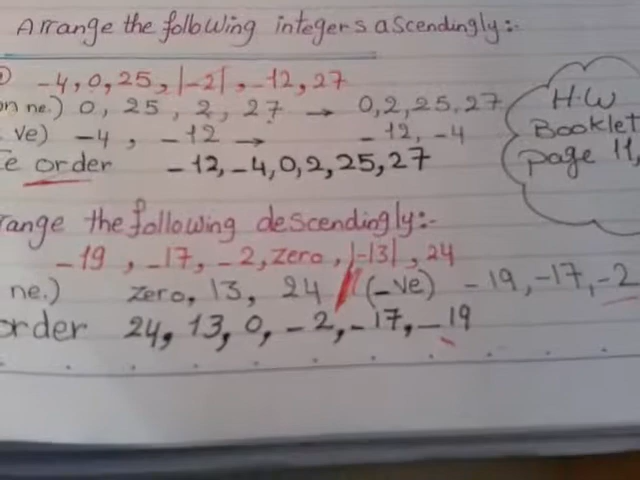 Arrange the following integers ascendingly:-
-4, 0, 25, |-2|, -12, 27
on ne.) 0, 25, 2, 27 → 0, 2, 25, 27
ve) -4, -12 → -12, -4
e order -12, -4, 0, 2, 25, 27
H.W
Booklet
page 11,
range the following descendingly:-
-19, -17, -2, zero, |-13|, 24
ne.) zero, 13, 24 // (-ve) -19, -17, -2
order 24, 13, 0, -2, -17, -19